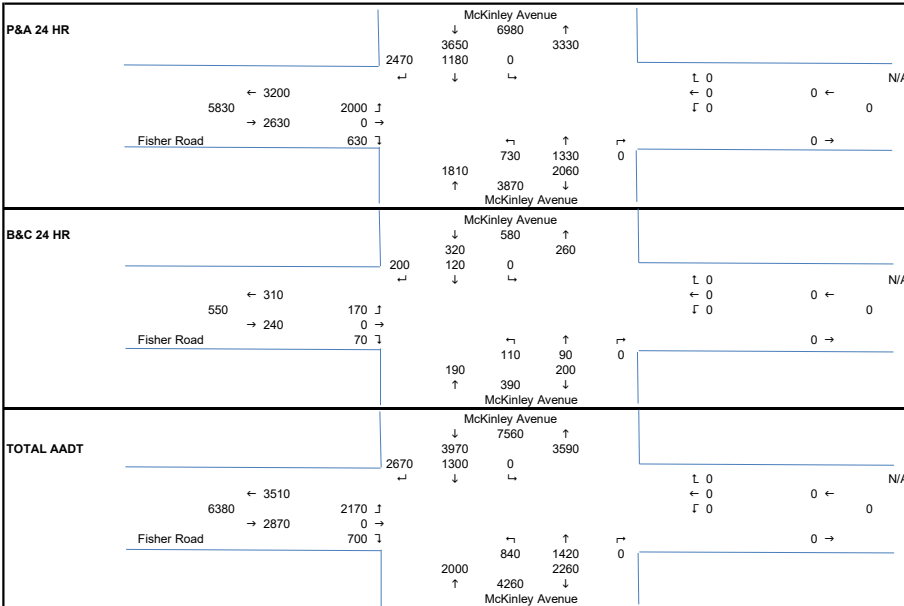 McKinley Avenue
P&A 24 HR ↓ 6980 ↑
3650 3330
2470 1180 0
↵ ↓ ↳ ↥ 0 N/A
← 3200 ← 0 0 ←
5830 2000 ↥ ↧ 0 0
→ 2630 0 →
Fisher Road 630 ↴ ↰ ↑ ↱ 0 →
730 1330 0
1810 2060
↑ 3870 ↓
McKinley Avenue
McKinley Avenue
B&C 24 HR ↓ 580 ↑
320 260
200 120 0
↵ ↓ ↳ ↥ 0 N/A
← 310 ← 0 0 ←
550 170 ↥ ↧ 0 0
→ 240 0 →
Fisher Road 70 ↴ ↰ ↑ ↱ 0 →
110 90 0
190 200
↑ 390 ↓
McKinley Avenue
McKinley Avenue
TOTAL AADT ↓ 7560 ↑
3970 3590
2670 1300 0
↵ ↓ ↳ ↥ 0 N/A
← 3510 ← 0 0 ←
6380 2170 ↥ ↧ 0 0
→ 2870 0 →
Fisher Road 700 ↴ ↰ ↑ ↱ 0 →
840 1420 0
2000 2260
↑ 4260 ↓
McKinley Avenue